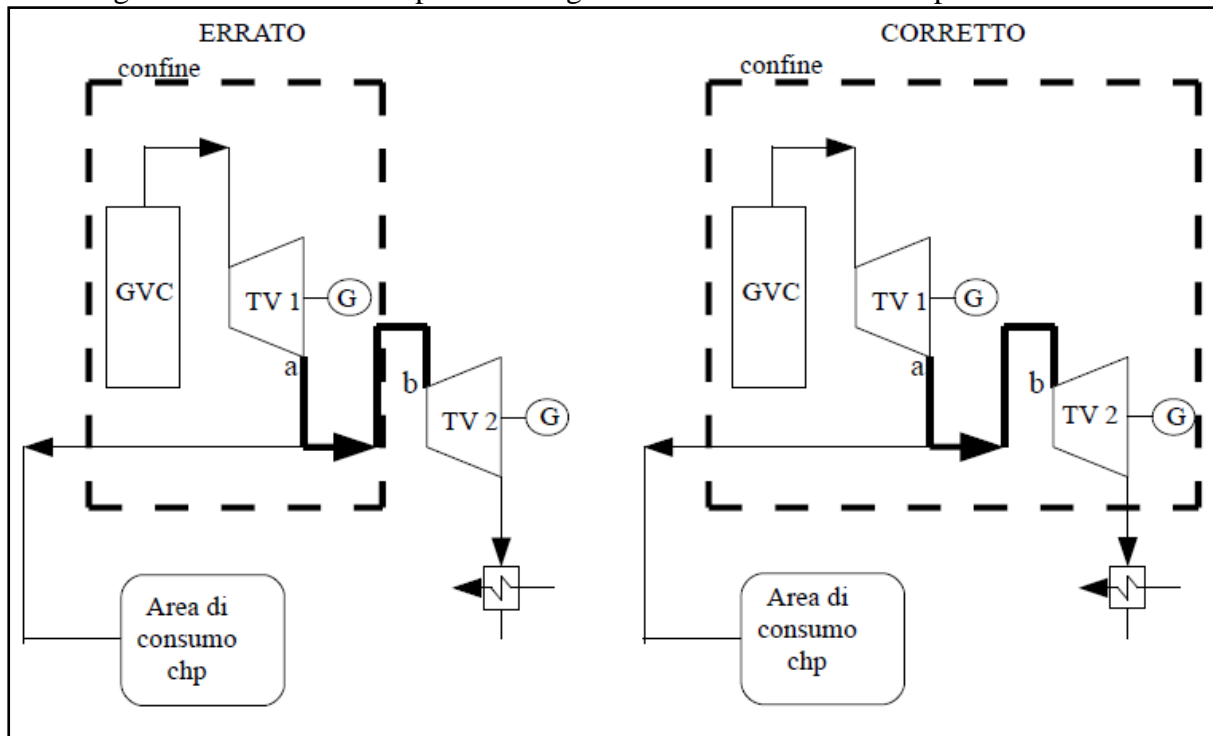 ERRATO
confine
GVC
TV 1
G
a
b
TV 2
G
Area di
consumo
chp
CORRETTO
confine
GVC
TV 1
G
a
b
TV 2
G
Area di
consumo
chp